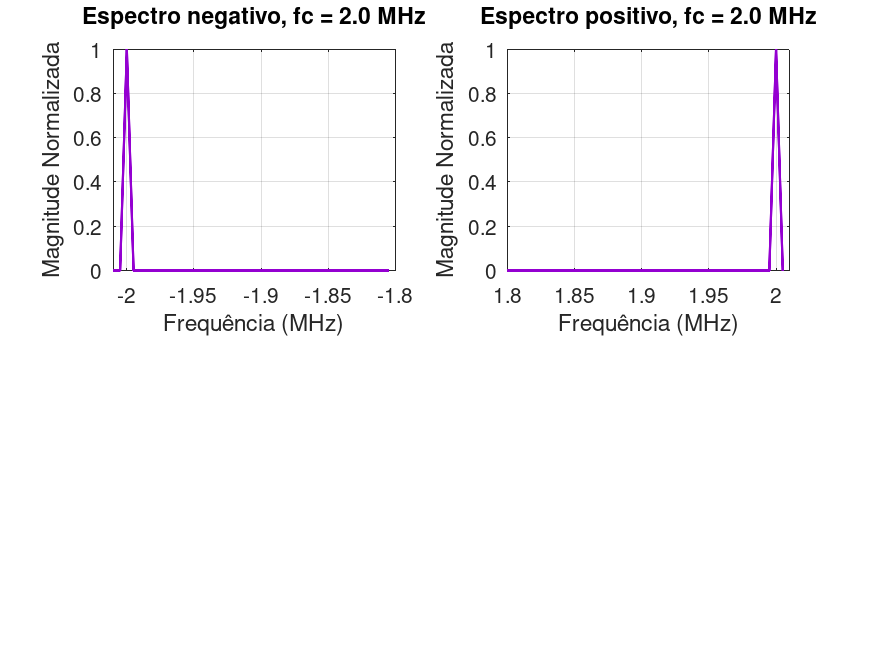 Espectro negativo, fc = 2.0 MHz
Magnitude Normalizada
1
0.8
0.6
0.4
0.2
0
-2 -1.95 -1.9 -1.85 -1.8
Frequência (MHz)
Espectro positivo, fc = 2.0 MHz
Magnitude Normalizada
1
0.8
0.6
0.4
0.2
0
1.8 1.85 1.9 1.95 2
Frequência (MHz)